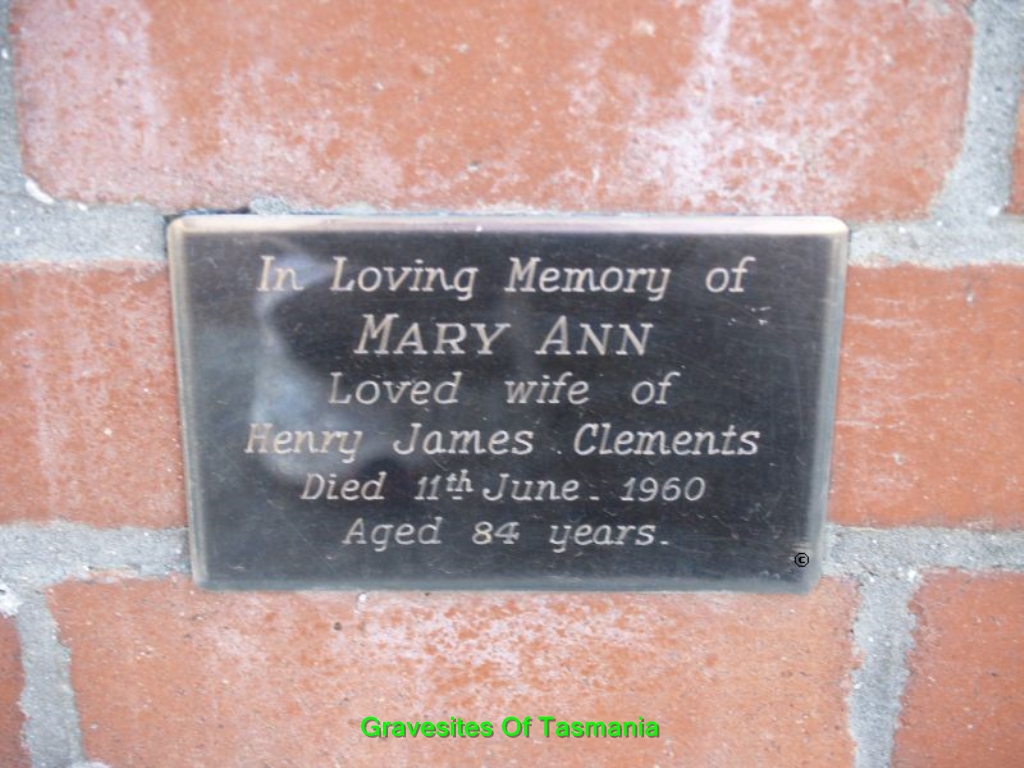 In Loving Memory of
MARY ANN
Loved wife of
Henry James Clements
Died 11th June. 1960
Aged 84 years.
©
Gravesites Of Tasmania